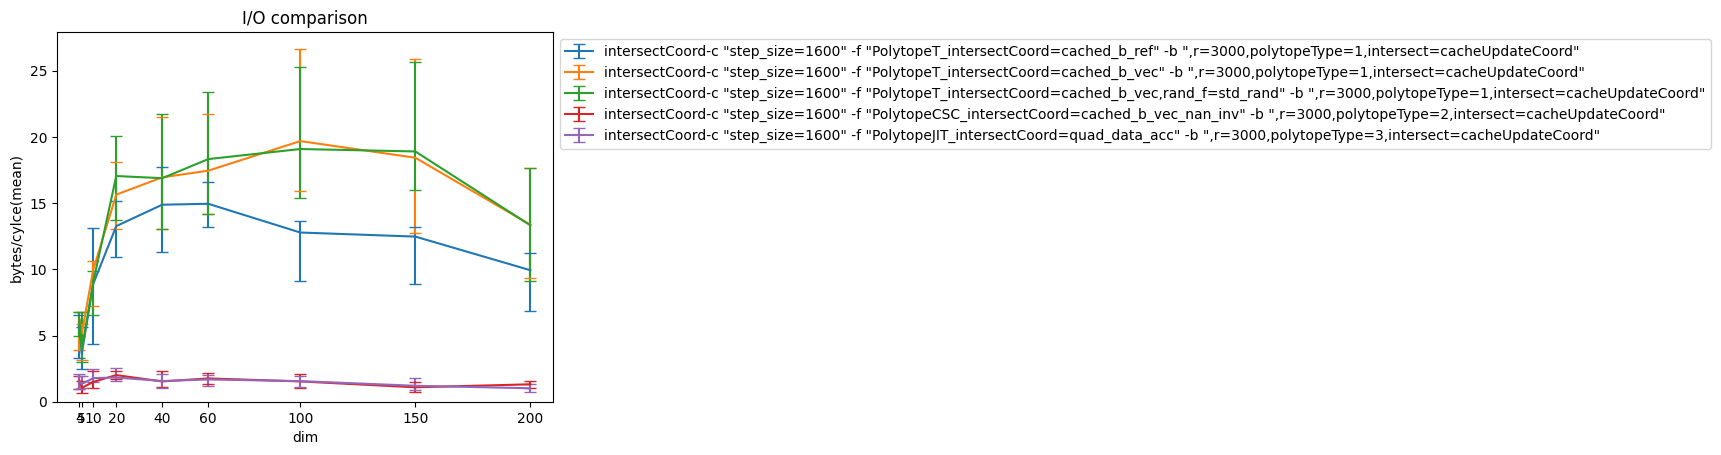 I/O comparison
bytes/cylce(mean)
25
20
15
10
5
0
4 5 10 20 40 60 100 150 200
dim
intersectCoord-c "step_size=1600" -f "PolytopeT_intersectCoord=cached_b_ref" -b ",r=3000,polytopeType=1,intersect=cacheUpdateCoord"
intersectCoord-c "step_size=1600" -f "PolytopeT_intersectCoord=cached_b_vec" -b ",r=3000,polytopeType=1,intersect=cacheUpdateCoord"
intersectCoord-c "step_size=1600" -f "PolytopeT_intersectCoord=cached_b_vec,rand_f=std_rand" -b ",r=3000,polytopeType=1,intersect=cacheUpdateCoord"
intersectCoord-c "step_size=1600" -f "PolytopeCSC_intersectCoord=cached_b_vec_nan_inv" -b ",r=3000,polytopeType=2,intersect=cacheUpdateCoord"
intersectCoord-c "step_size=1600" -f "PolytopeJIT_intersectCoord=quad_data_acc" -b ",r=3000,polytopeType=3,intersect=cacheUpdateCoord"